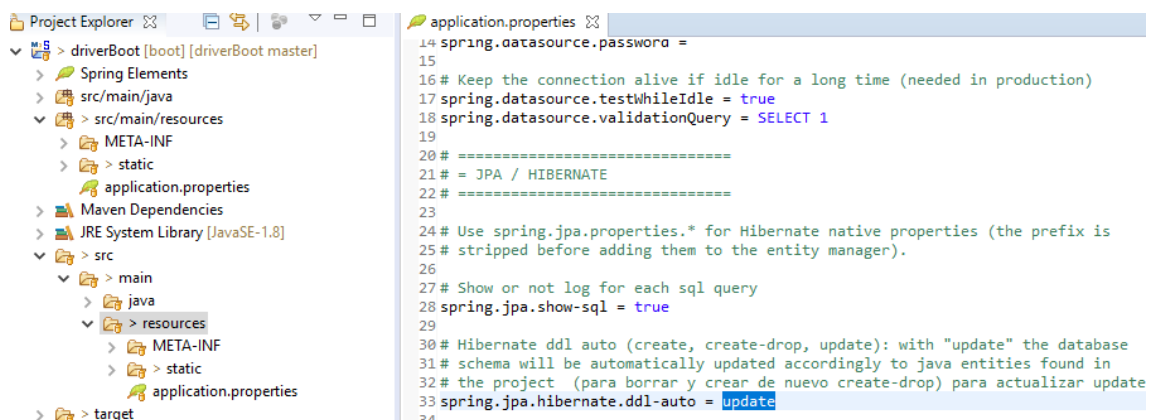 Project Explorer
> driverBoot [boot] [driverBoot master]
Spring Elements
src/main/java
> src/main/resources
META-INF
> static
application.properties
Maven Dependencies
JRE System Library [JavaSE-1.8]
> src
> main
java
> resources
META-INF
> static
application.properties
> target
application.properties
14 spring.datasource.password =
15
16 # Keep the connection alive if idle for a long time (needed in production)
17 spring.datasource.testWhileIdle = true
18 spring.datasource.validationQuery = SELECT 1
19
20 # ===============================
21 # = JPA / HIBERNATE
22 # ===============================
23
24 # Use spring.jpa.properties.* for Hibernate native properties (the prefix is
25 # stripped before adding them to the entity manager).
26
27 # Show or not log for each sql query
28 spring.jpa.show-sql = true
29
30 # Hibernate ddl auto (create, create-drop, update): with "update" the database
31 # schema will be automatically updated accordingly to java entities found in
32 # the project  (para borrar y crear de nuevo create-drop) para actualizar update
33 spring.jpa.hibernate.ddl-auto = update
34